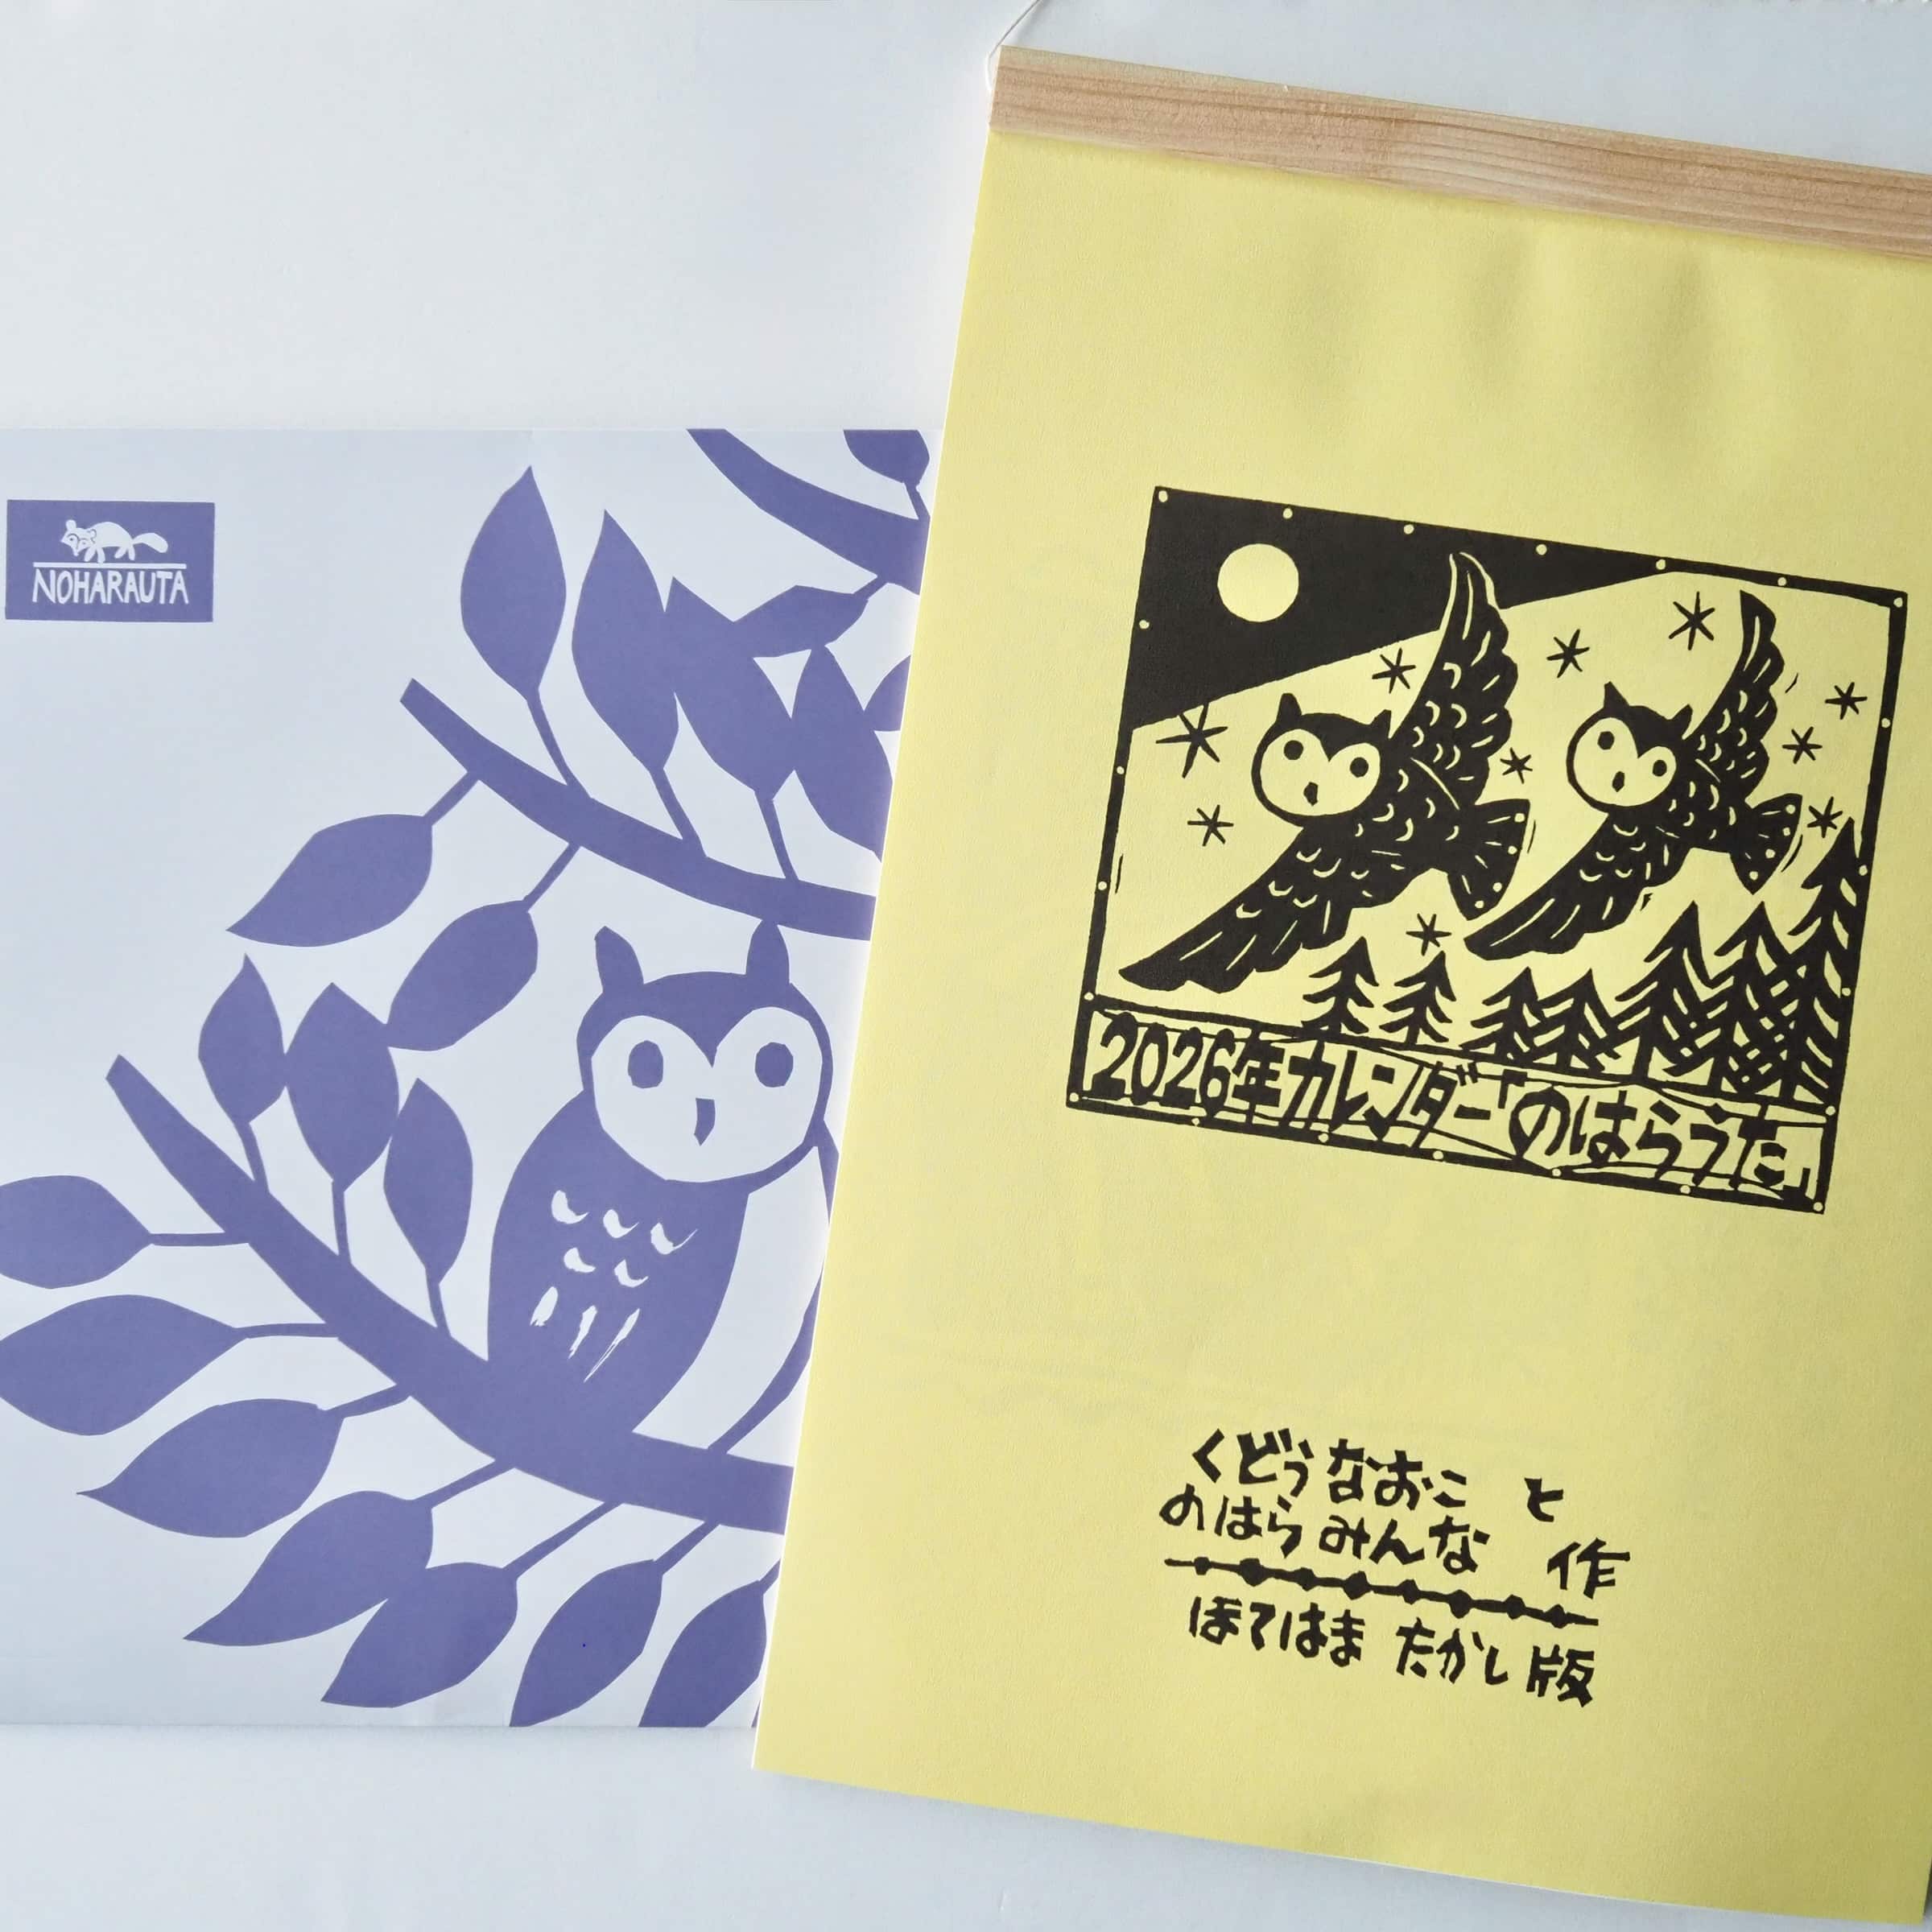 NOHARAUTA
2026年カレンダー「のはらうた」
くどうなおこ と
のはらみんな 作
ほてはま たかし 版